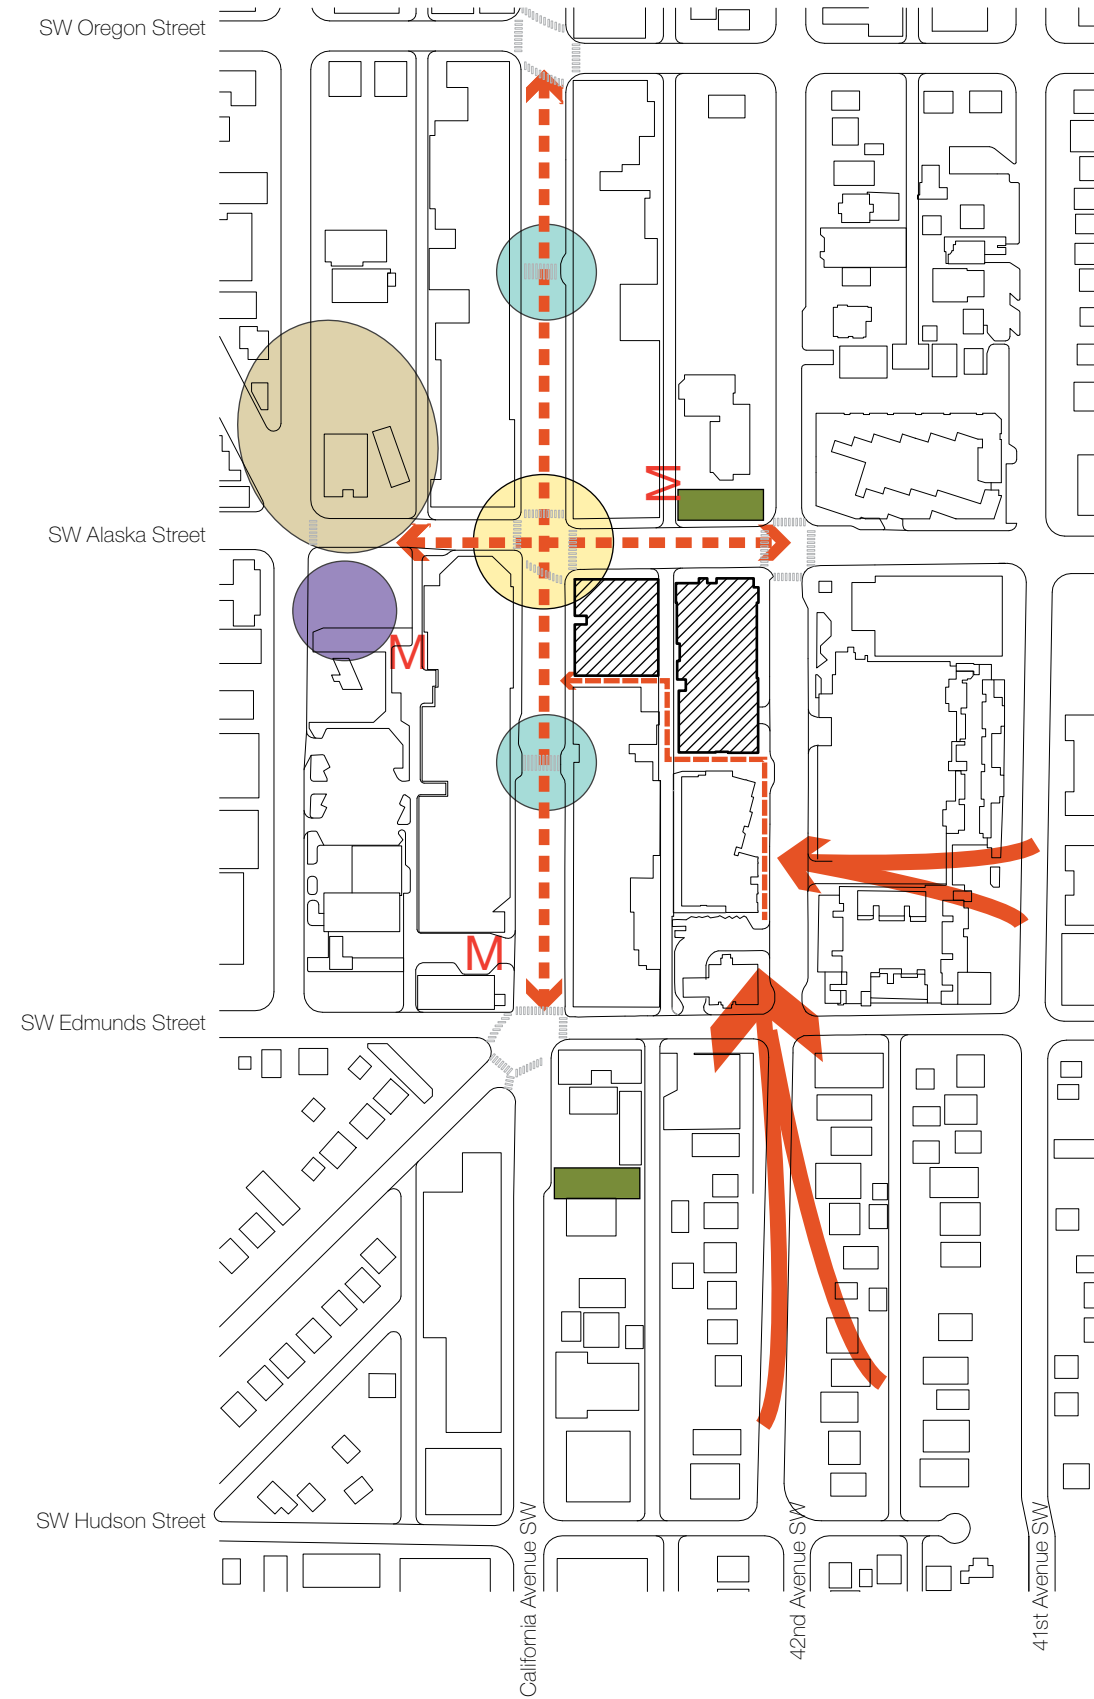 SW Oregon Street
M
SW Alaska Street
M
M
SW Edmunds Street
SW Hudson Street
California Avenue SW
42nd Avenue SW
41st Avenue SW